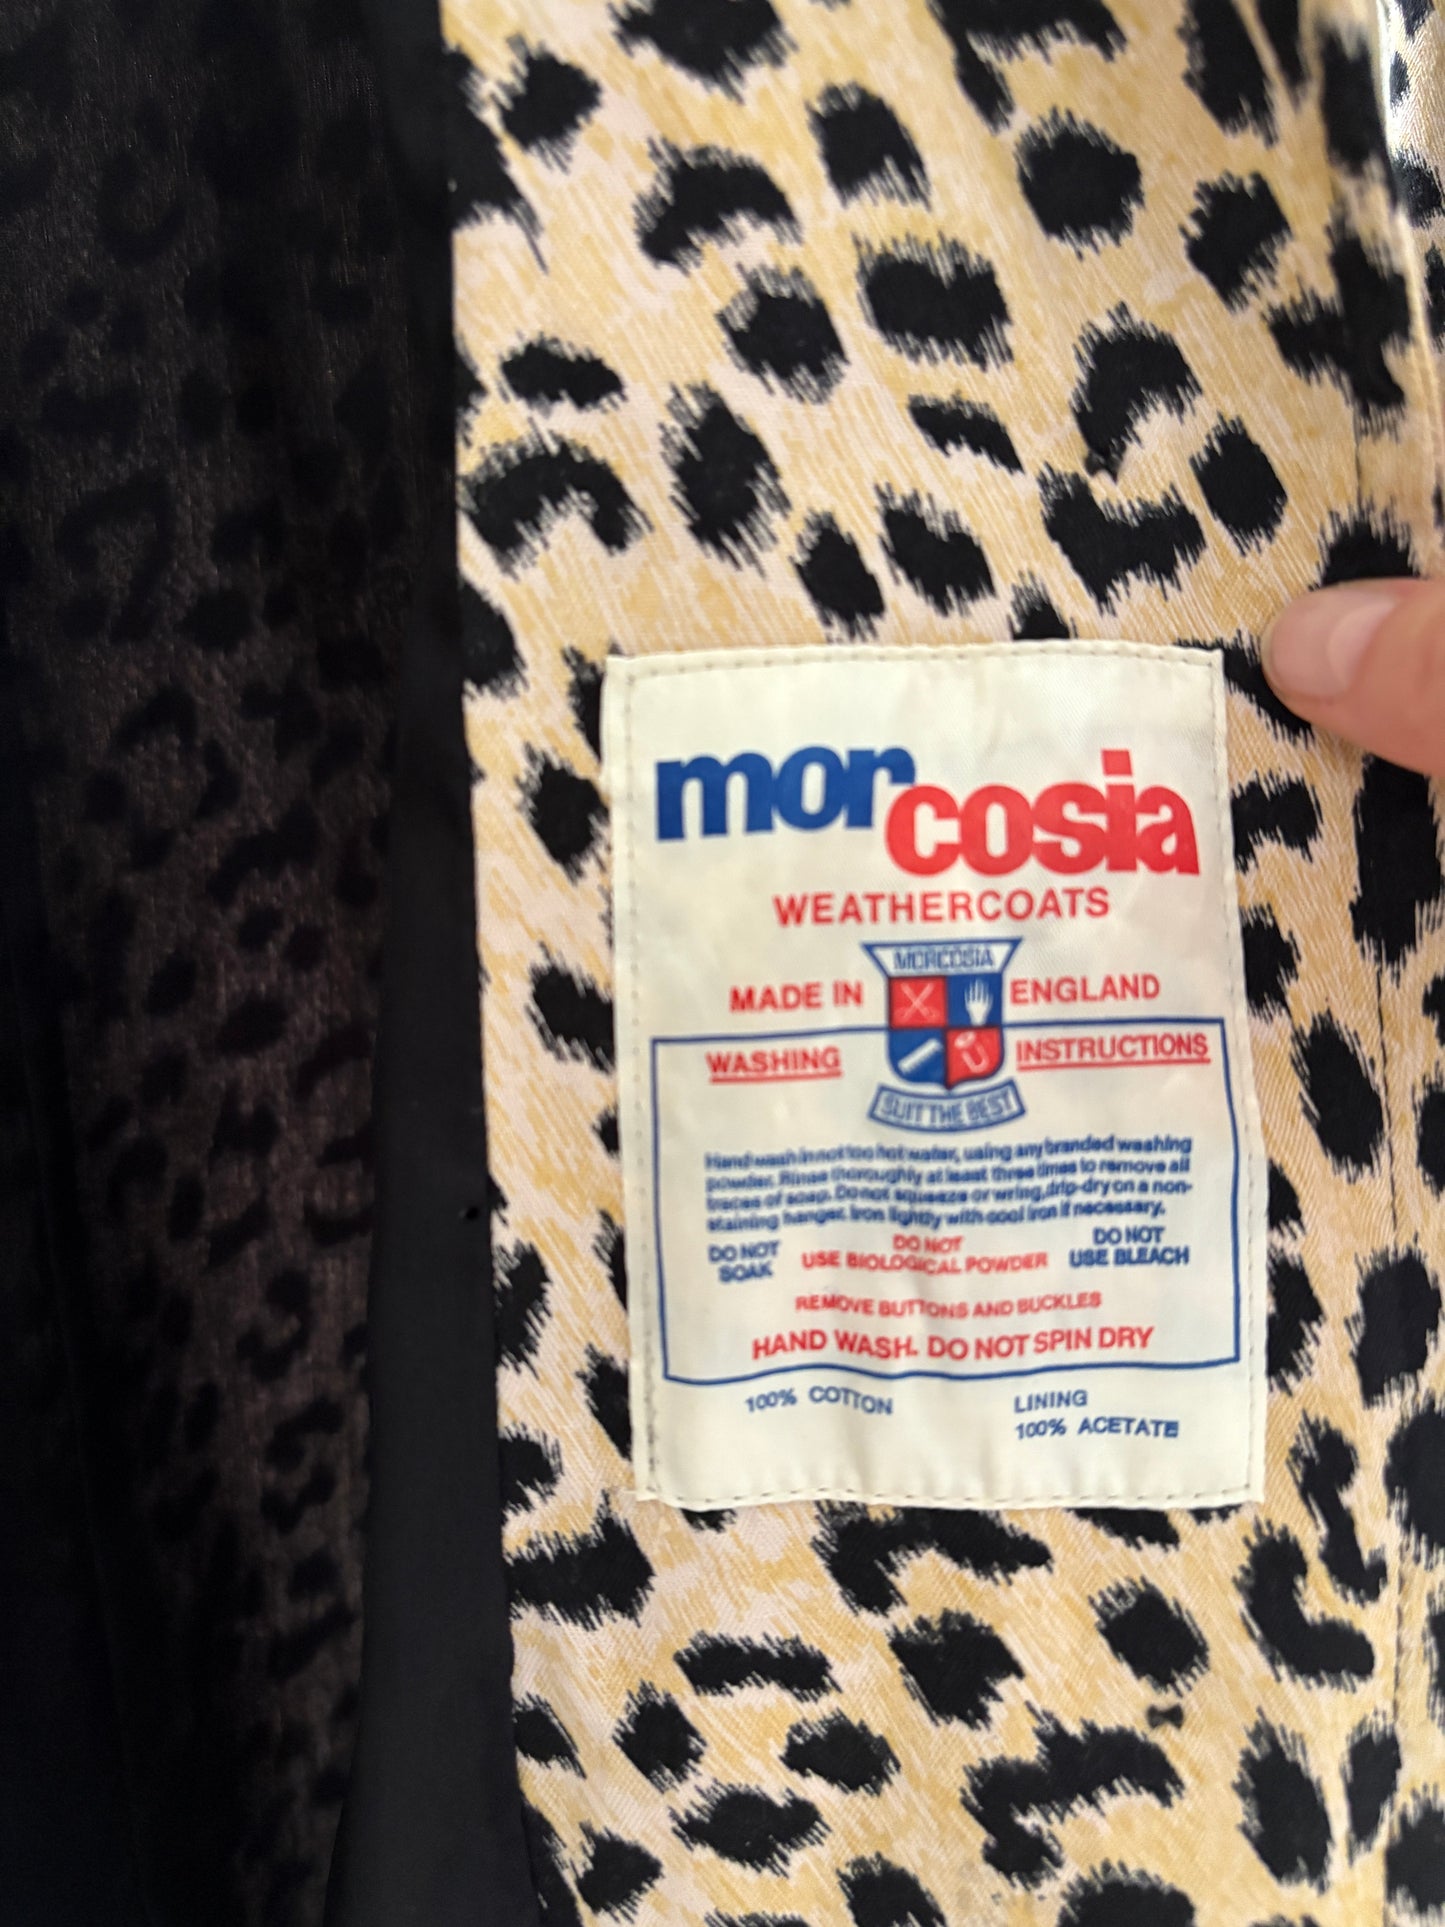 morcosia
WEATHERCOATS
MORCOSIA
MADE IN ENGLAND
WASHING INSTRUCTIONS
SUIT THE BEST
Hand wash in not too hot water, using any branded washing
powder. Rinse thoroughly at least three times to remove all
traces of soap. Do not squeeze or wring, drip-dry on a non-
staining hanger. Iron lightly with cool iron if necessary.
DO NOT SOAK
DO NOT USE BIOLOGICAL POWDER
DO NOT USE BLEACH
REMOVE BUTTONS AND BUCKLES
HAND WASH. DO NOT SPIN DRY
100% COTTON
LINING
100% ACETATE